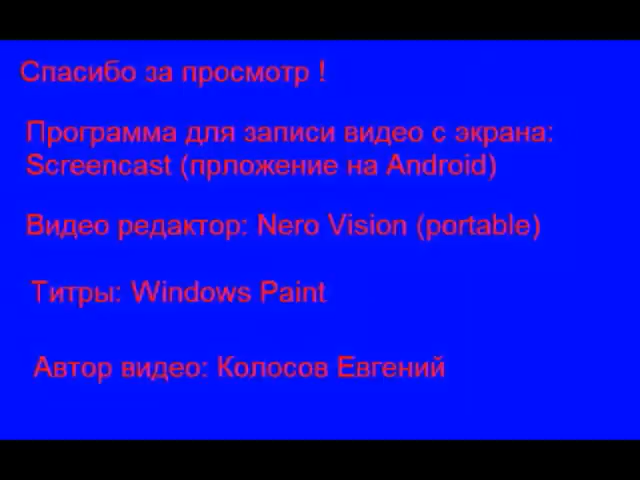 Спасибо за просмотр !
Программа для записи видео с экрана:
Screencast (прложение на Android)
Видео редактор: Nero Vision (portable)
Титры: Windows Paint
Автор видео: Колосов Евгений